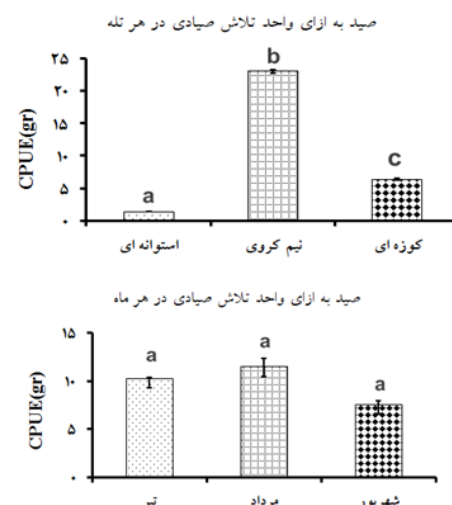 صید به ازای واحد تلاش صیادی در هر تله
CPUE(gr)
۲۵
۲۰
۱۵
۱۰
۵
۰
a
b
c
استوانه ای
نیم کروی
کوزه ای
صید به ازای واحد تلاش صیادی در هر ماه
CPUE(gr)
۱۵
۱۰
۵
۰
a
a
a
تیر
مرداد
شهریور